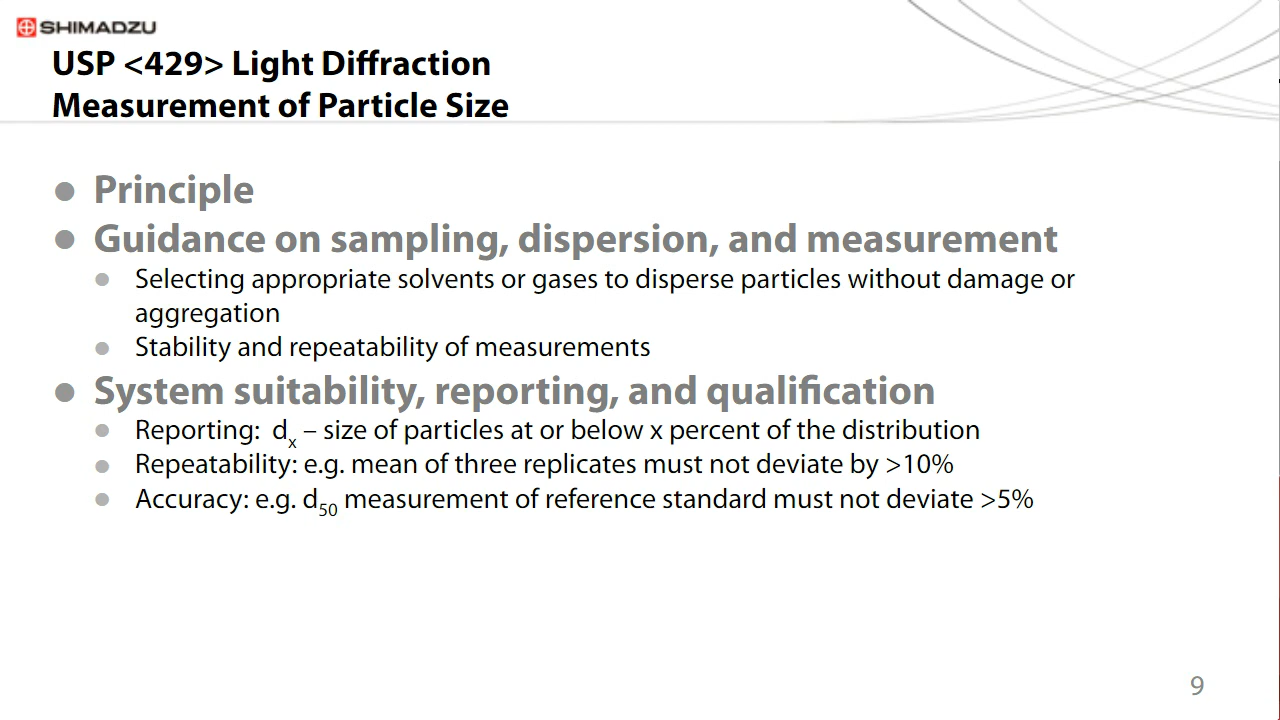 SHIMADZU
USP <429> Light Diffraction
Measurement of Particle Size
● Principle
● Guidance on sampling, dispersion, and measurement
● Selecting appropriate solvents or gases to disperse particles without damage or
aggregation
● Stability and repeatability of measurements
● System suitability, reporting, and qualification
● Reporting: dx – size of particles at or below x percent of the distribution
● Repeatability: e.g. mean of three replicates must not deviate by >10%
● Accuracy: e.g. d50 measurement of reference standard must not deviate >5%
9